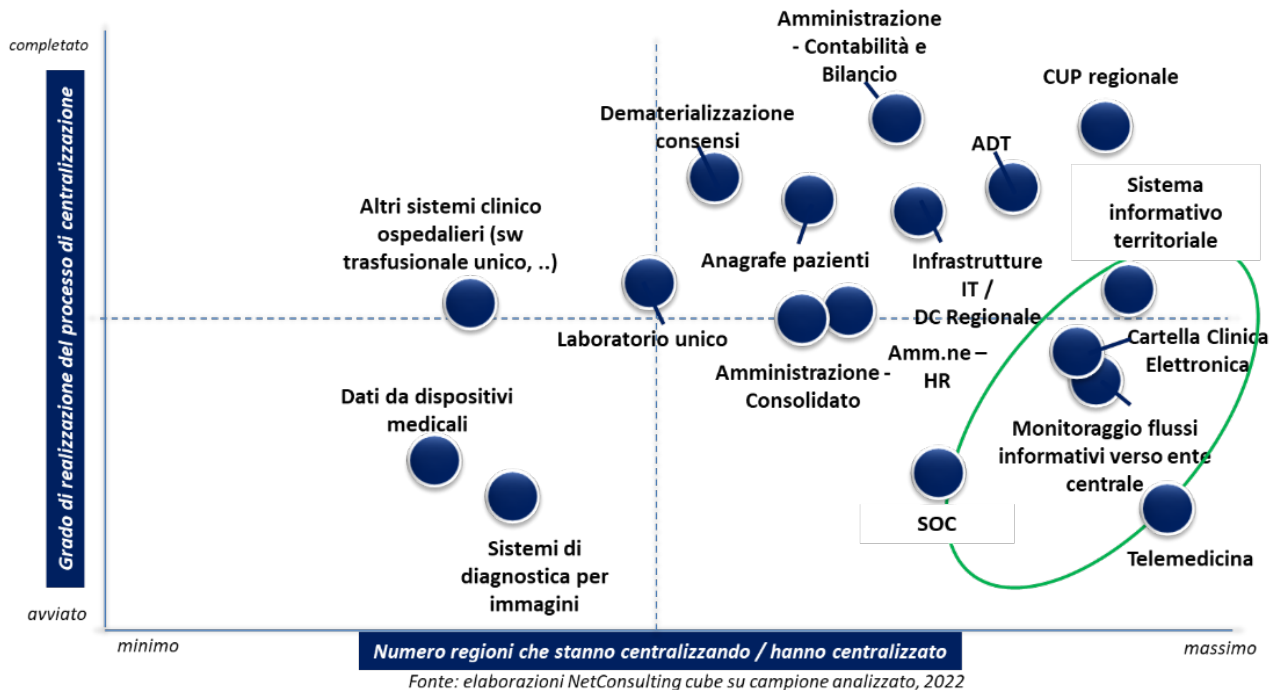 completato
Grado di realizzazione del processo di centralizzazione
avviato
minimo
Numero regioni che stanno centralizzando / hanno centralizzato
massimo
Amministrazione
- Contabilità e
Bilancio
CUP regionale
Dematerializzazione
consensi
ADT
Sistema
informativo
territoriale
Altri sistemi clinico
ospedalieri (sw
trasfusionale unico, ..)
Anagrafe pazienti
Infrastrutture
IT /
DC Regionale
Laboratorio unico
Cartella Clinica
Elettronica
Amministrazione -
Consolidato
Amm.ne –
HR
Dati da dispositivi
medicali
Monitoraggio flussi
informativi verso ente
centrale
SOC
Sistemi di
diagnostica per
immagini
Telemedicina
Fonte: elaborazioni NetConsulting cube su campione analizzato, 2022